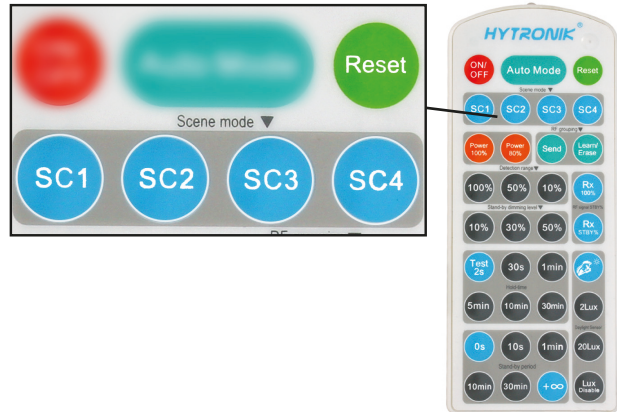 Reset
Scene mode ▼
SC1 SC2 SC3 SC4
HYTRONIK®
ON/
OFF
Auto Mode
Reset
Scene mode ▼
SC1 SC2 SC3 SC4
RF grouping ▼
Power
100%
Power
80%
Send
Learn/
Erase
Detection range ▼
100% 50% 10%
Rx
100%
Stand-by dimming level ▼
10% 30% 50%
Rx
STBY%
Test
2s
30s 1min
Hold-time
5min 10min 30min 2Lux
Daylight Sensor
0s 10s 1min 20Lux
Stand-by period
10min 30min +∞
Lux
Disable